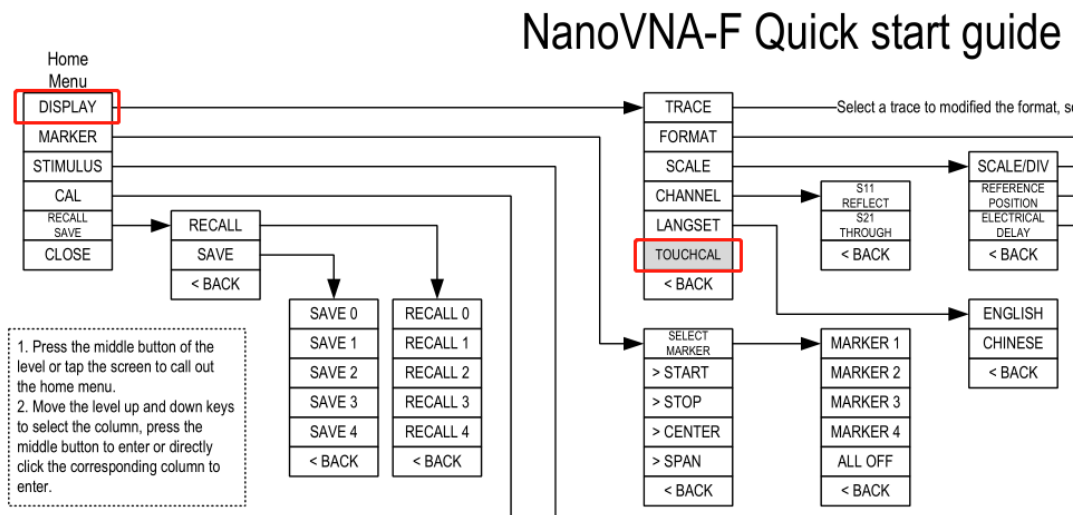 NanoVNA-F Quick start guide
Home
Menu
DISPLAY
MARKER
STIMULUS
CAL
RECALL
SAVE
CLOSE
RECALL
SAVE
< BACK
SAVE 0
SAVE 1
SAVE 2
SAVE 3
SAVE 4
< BACK
RECALL 0
RECALL 1
RECALL 2
RECALL 3
RECALL 4
< BACK
TRACE
FORMAT
SCALE
CHANNEL
LANGSET
TOUCHCAL
< BACK
Select a trace to modified the format,
S11
REFLECT
S21
THROUGH
< BACK
SCALE/DIV
REFERENCE
POSITION
ELECTRICAL
DELAY
< BACK
ENGLISH
CHINESE
< BACK
SELECT
MARKER
> START
> STOP
> CENTER
> SPAN
< BACK
MARKER 1
MARKER 2
MARKER 3
MARKER 4
ALL OFF
< BACK
1. Press the middle button of the
level or tap the screen to call out
the home menu.
2. Move the level up and down keys
to select the column, press the
middle button to enter or directly
click the corresponding column to
enter.